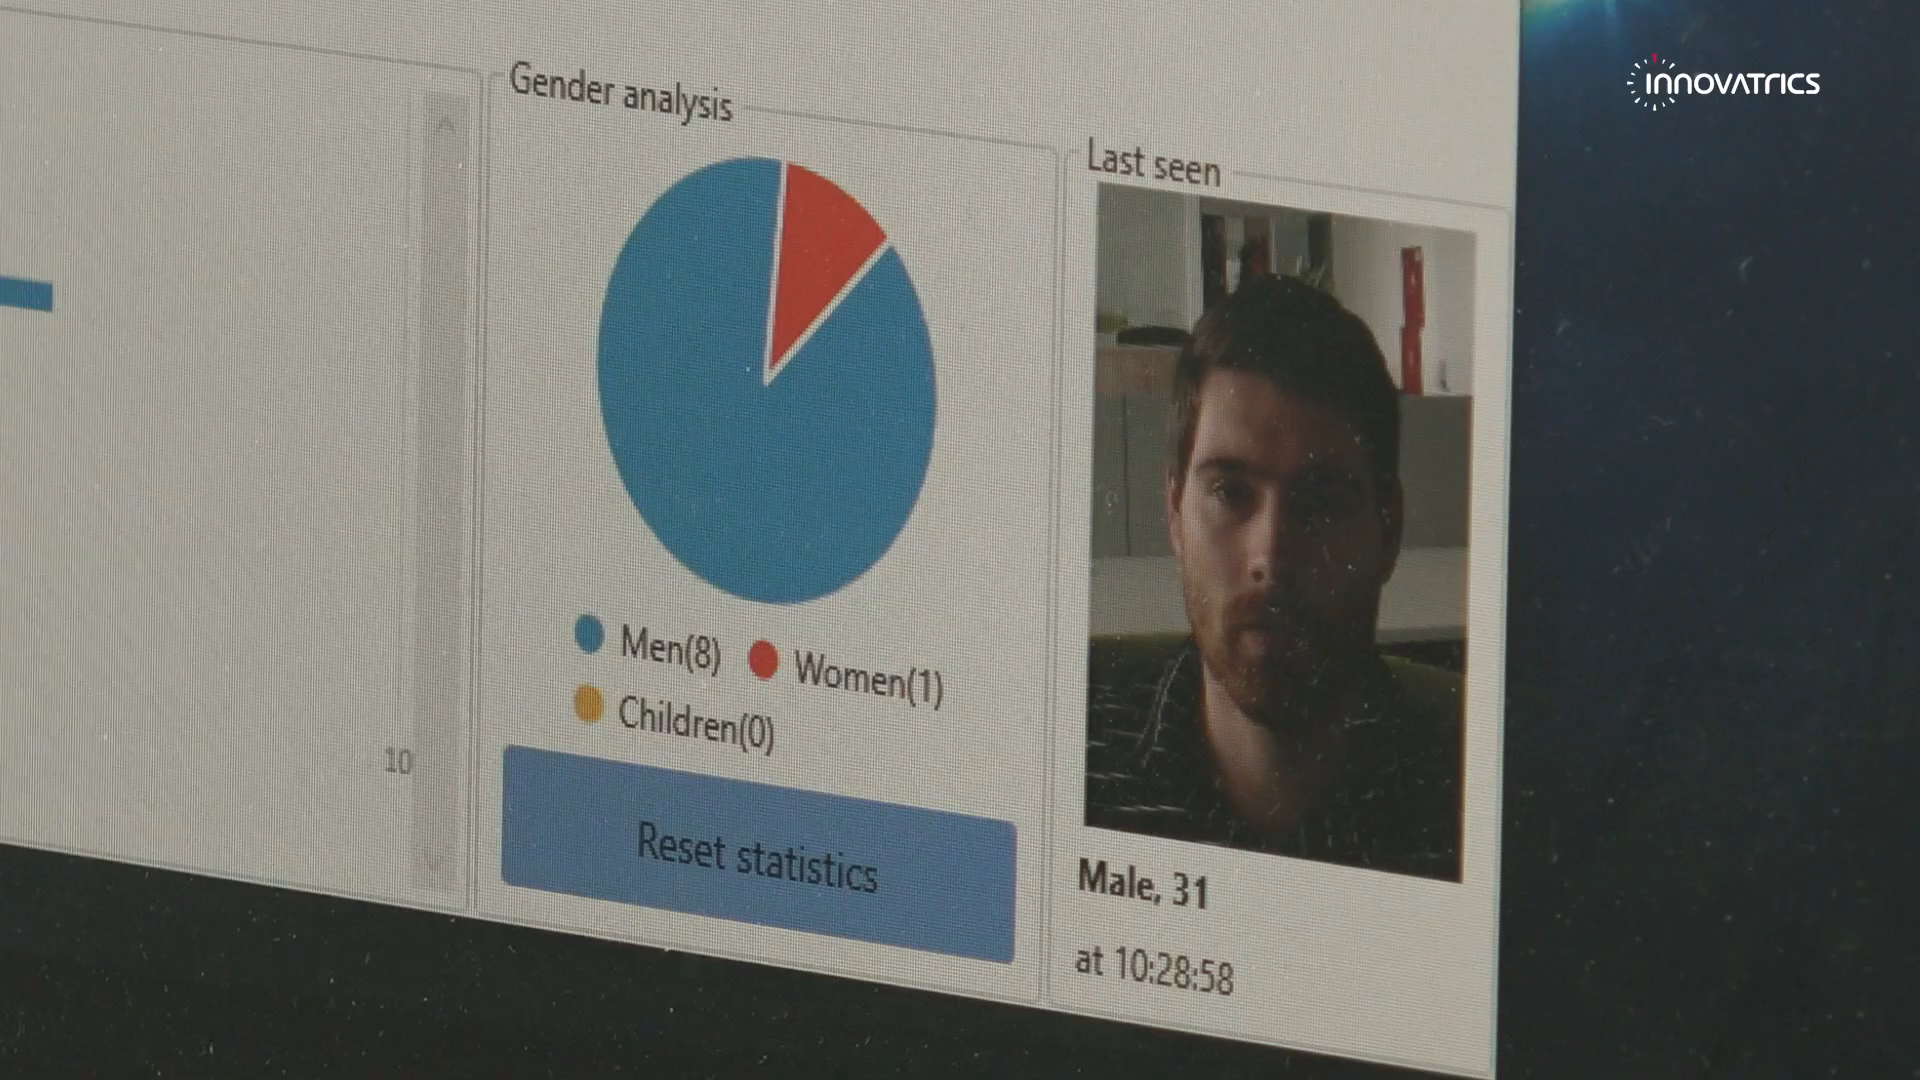 INNOVATRICS
Gender analysis
Last seen
Men(8) Women(1)
Children(0)
10
Reset statistics
Male, 31
at 10:28:58